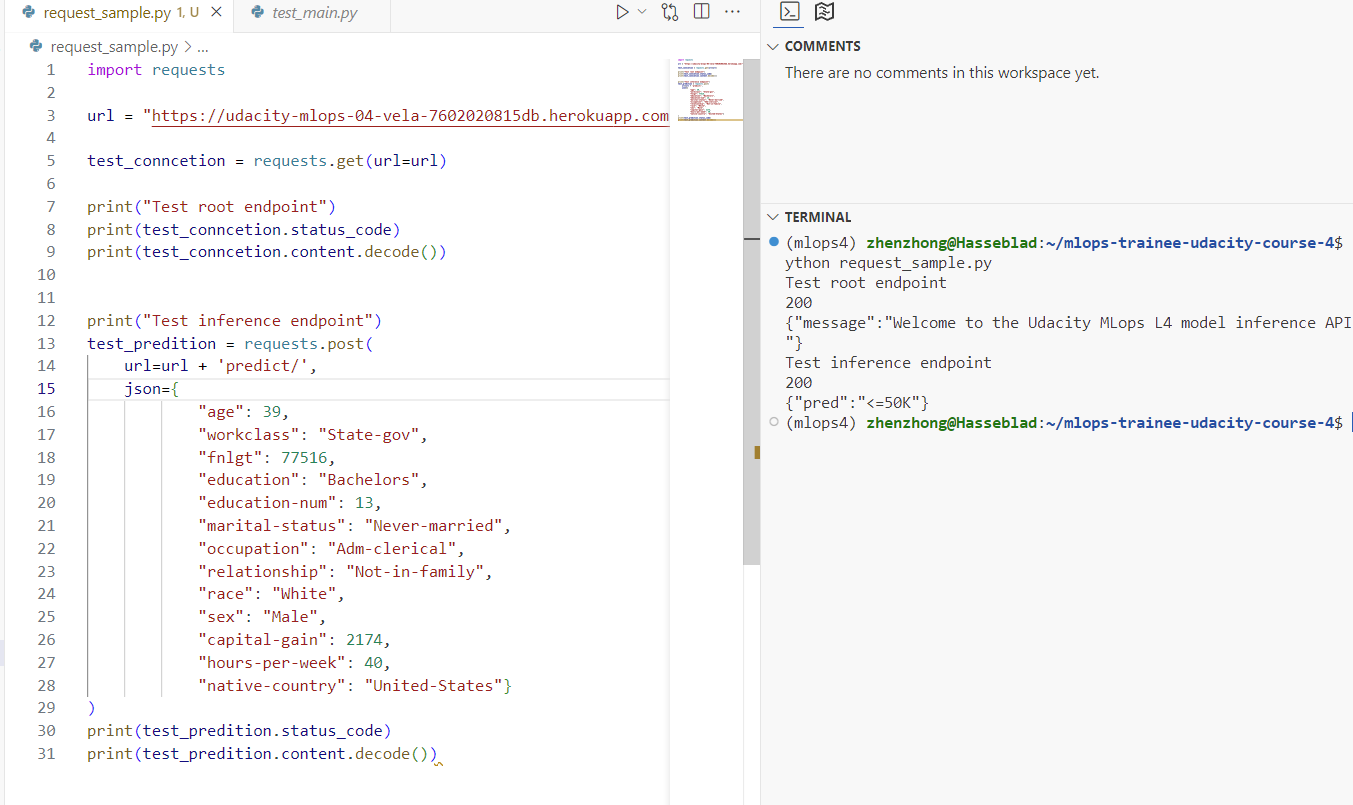 request_sample.py 1, U
test_main.py
request_sample.py > ...
1 import requests
2
3 url = "https://udacity-mlops-04-vela-7602020815db.herokuapp.com
4
5 test_conncetion = requests.get(url=url)
6
7 print("Test root endpoint")
8 print(test_conncetion.status_code)
9 print(test_conncetion.content.decode())
10
11
12 print("Test inference endpoint")
13 test_predition = requests.post(
14 url=url + 'predict/',
15 json={
16 "age": 39,
17 "workclass": "State-gov",
18 "fnlgt": 77516,
19 "education": "Bachelors",
20 "education-num": 13,
21 "marital-status": "Never-married",
22 "occupation": "Adm-clerical",
23 "relationship": "Not-in-family",
24 "race": "White",
25 "sex": "Male",
26 "capital-gain": 2174,
27 "hours-per-week": 40,
28 "native-country": "United-States"}
29 )
30 print(test_predition.status_code)
31 print(test_predition.content.decode())
COMMENTS
There are no comments in this workspace yet.
TERMINAL
(mlops4) zhenzhong@Hasseblad:~/mlops-trainee-udacity-course-4$
ython request_sample.py
Test root endpoint
200
{"message":"Welcome to the Udacity MLops L4 model inference API
"}
Test inference endpoint
200
{"pred":"<=50K"}
(mlops4) zhenzhong@Hasseblad:~/mlops-trainee-udacity-course-4$